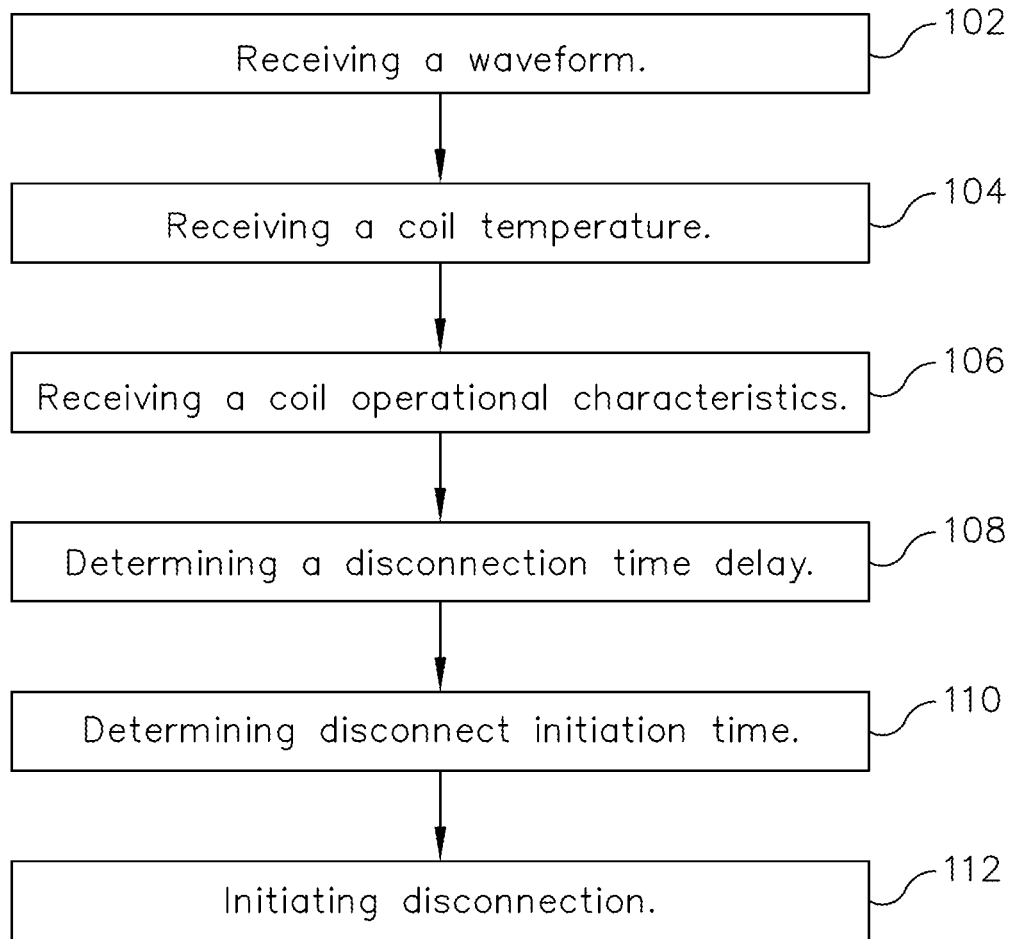 102
Receiving a waveform.
104
Receiving a coil temperature.
106
Receiving a coil operational characteristics.
108
Determining a disconnection time delay.
110
Determining disconnect initiation time.
112
Initiating disconnection.